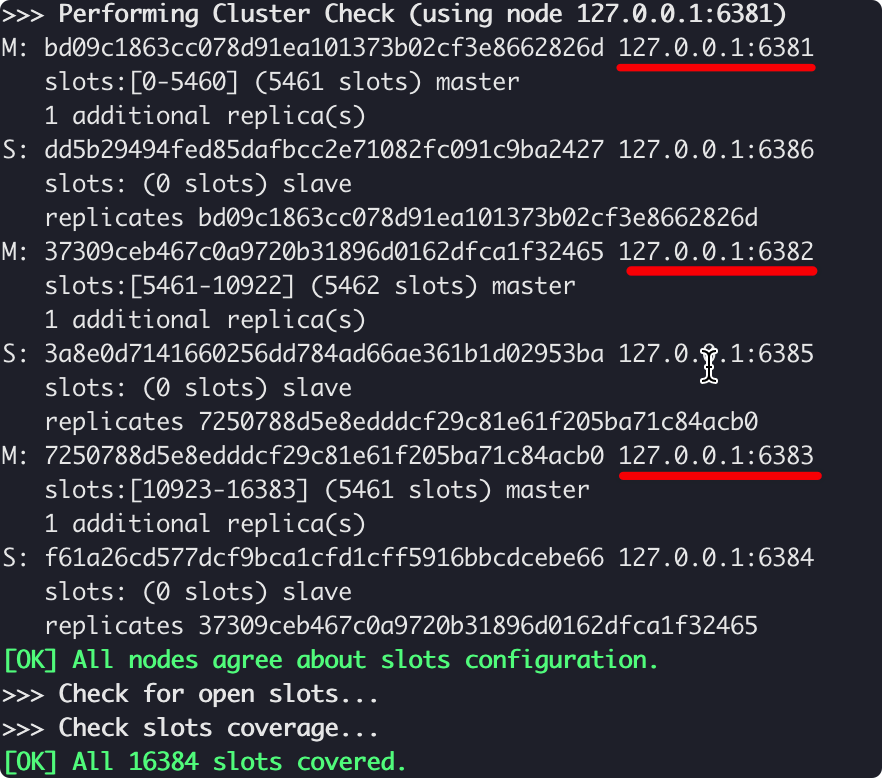 >>> Performing Cluster Check (using node 127.0.0.1:6381)
M: bd09c1863cc078d91ea101373b02cf3e8662826d 127.0.0.1:6381
   slots:[0-5460] (5461 slots) master
   1 additional replica(s)
S: dd5b29494fed85dafbcc2e71082fc091c9ba2427 127.0.0.1:6386
   slots: (0 slots) slave
   replicates bd09c1863cc078d91ea101373b02cf3e8662826d
M: 37309ceb467c0a9720b31896d0162dfca1f32465 127.0.0.1:6382
   slots:[5461-10922] (5462 slots) master
   1 additional replica(s)
S: 3a8e0d7141660256dd784ad66ae361b1d02953ba 127.0.0.1:6385
   slots: (0 slots) slave
   replicates 7250788d5e8edddcf29c81e61f205ba71c84acb0
M: 7250788d5e8edddcf29c81e61f205ba71c84acb0 127.0.0.1:6383
   slots:[10923-16383] (5461 slots) master
   1 additional replica(s)
S: f61a26cd577dcf9bca1cfd1cff5916bbcdcebe66 127.0.0.1:6384
   slots: (0 slots) slave
   replicates 37309ceb467c0a9720b31896d0162dfca1f32465
[OK] All nodes agree about slots configuration.
>>> Check for open slots...
>>> Check slots coverage...
[OK] All 16384 slots covered.